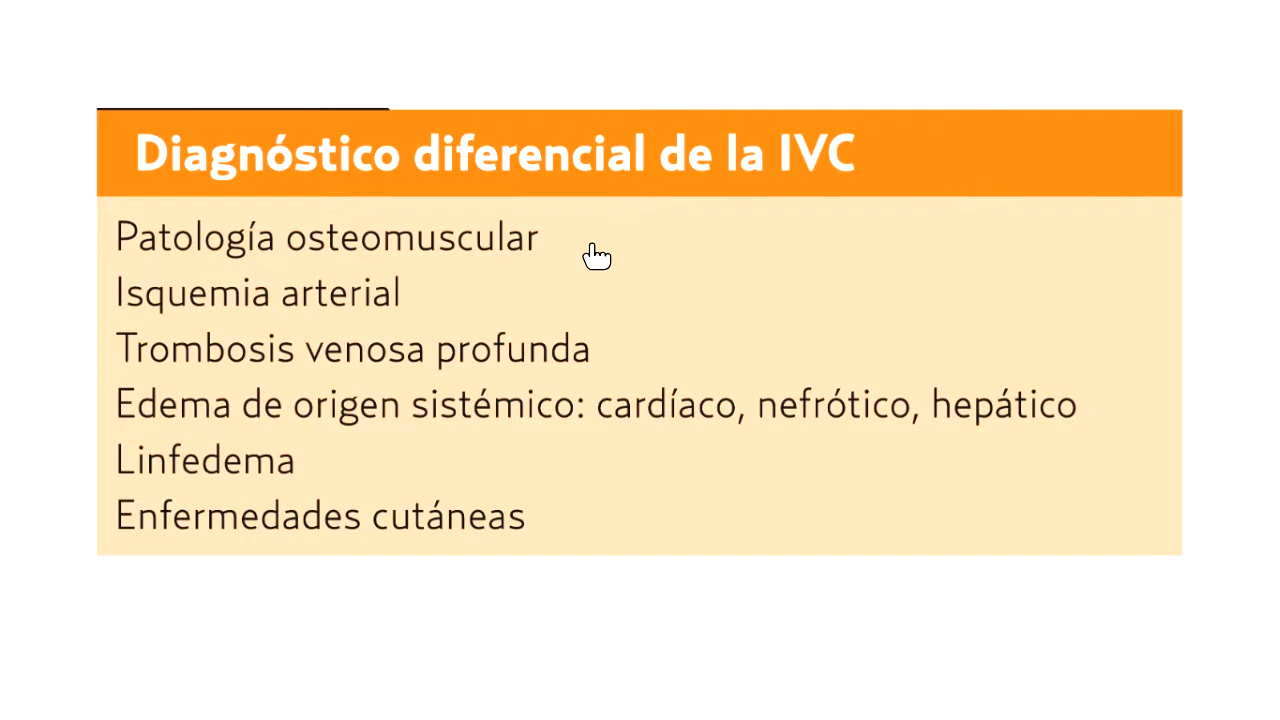 Diagnóstico diferencial de la IVC
Patología osteomuscular
Isquemia arterial
Trombosis venosa profunda
Edema de origen sistémico: cardíaco, nefrótico, hepático
Linfedema
Enfermedades cutáneas